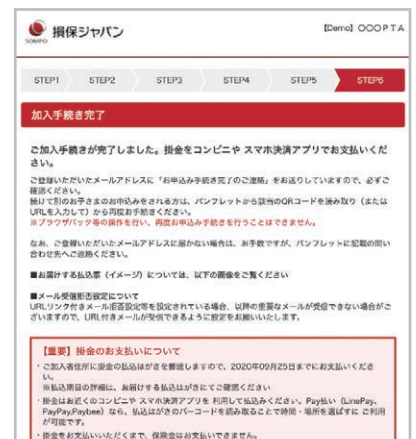 SOMPO
損保ジャパン
【Demo】〇〇〇PTA
STEP1 STEP2 STEP3 STEP4 STEP5 STEP6
加入手続き完了
ご加入手続きが完了しました。掛金をコンビニや スマホ決済アプリでお支払いくだ
さい。
ご登録いただいたメールアドレスに「お申込み手続き完了のご連絡」をお送りしていますので、必ずご
確認ください。
続けて別のお子さまのお申込みをされる方は、パンフレットから該当のQRコードを読み取り（または
URLを入力して）から再度お手続きください。
※ブラウザバック等の操作を行い、再度お申込み手続きを行うことはできません。
なお、ご登録いただいたメールアドレスに届かない場合は、お手数ですが、パンフレットに記載の問い
合わせ先へご連絡ください。
■お届けする払込票（イメージ）については、以下の画像をご覧ください
■メール受信拒否設定について
URLリンク付きメール拒否設定等を設定されている場合、以降の重要なメールが受信できない場合がご
ざいますので、URL付きメールが受信できるように設定をお願いいたします。
【重要】掛金のお支払いについて
・ご加入者住所に掛金の払込はがきを郵送しますので、2020年09月25日までにお支払いくださ
い。
※払込期日の詳細は、お届けする払込はがきにてご確認ください
・掛金はお近くのコンビニや スマホ決済アプリを 利用して払込みください。Pay払い（LinePay、
PayPay,Paybee）なら、払込はがきのバーコードを読み取ることで時間・場所を選ばずに ご利用
が可能です。
・掛金をお支払いいただくまで、保険金はお支払いできません。